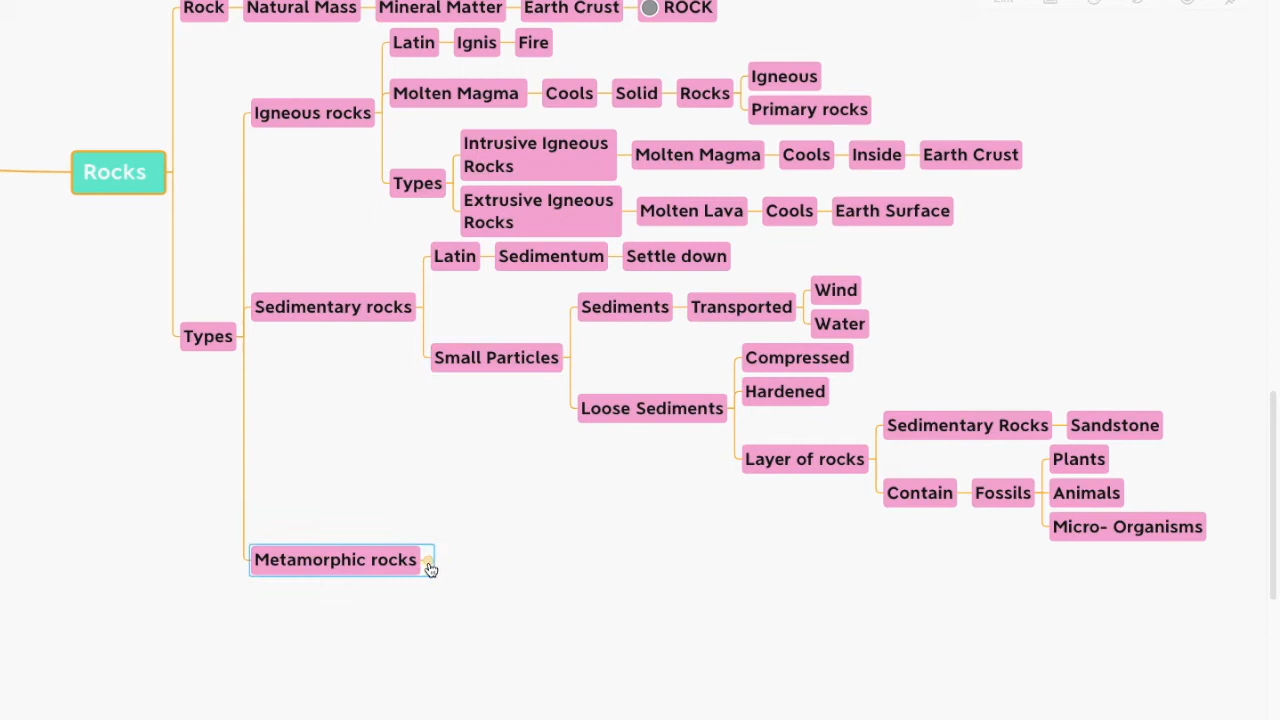 Rock Natural Mass Mineral Matter Earth Crust ROCK
Latin Ignis Fire
Igneous
Molten Magma Cools Solid Rocks
Primary rocks
Igneous rocks
Intrusive Igneous
Rocks
Molten Magma Cools Inside Earth Crust
Rocks
Types
Extrusive Igneous
Rocks
Molten Lava Cools Earth Surface
Latin Sedimentum Settle down
Wind
Sedimentary rocks
Sediments Transported
Water
Types
Small Particles
Compressed
Hardened
Loose Sediments
Sedimentary Rocks Sandstone
Layer of rocks
Plants
Contain Fossils Animals
Micro- Organisms
Metamorphic rocks